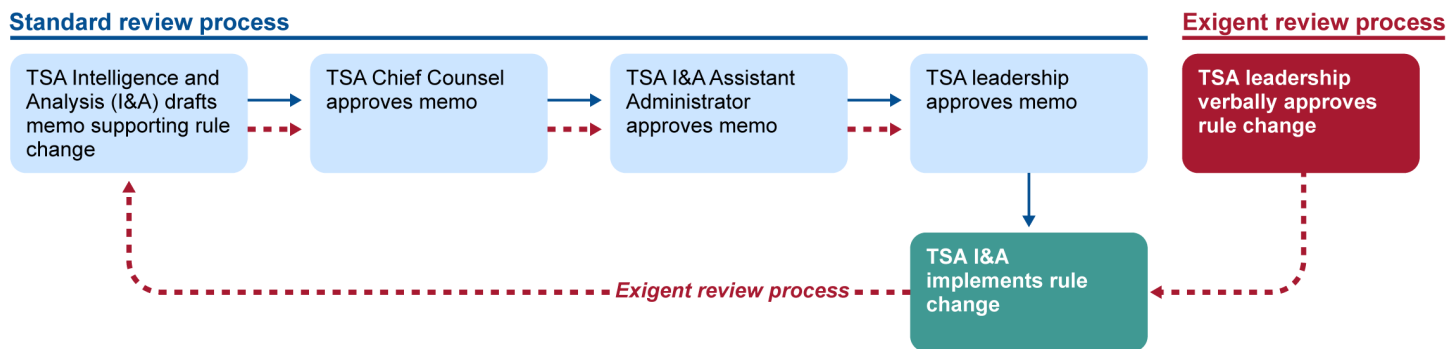 Standard review process
Exigent review process
TSA Intelligence and
Analysis (I&A) drafts
memo supporting rule
change
TSA Chief Counsel
approves memo
TSA I&A Assistant
Administrator
approves memo
TSA leadership
approves memo
TSA leadership
verbally approves
rule change
TSA I&A
implements rule
change
Exigent review process